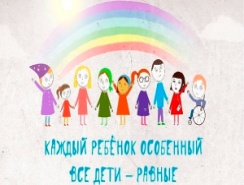 КАЖДЫЙ РЕБЁНОК ОСОБЕННЫЙ
ВСЕ ДЕТИ – РАВНЫЕ